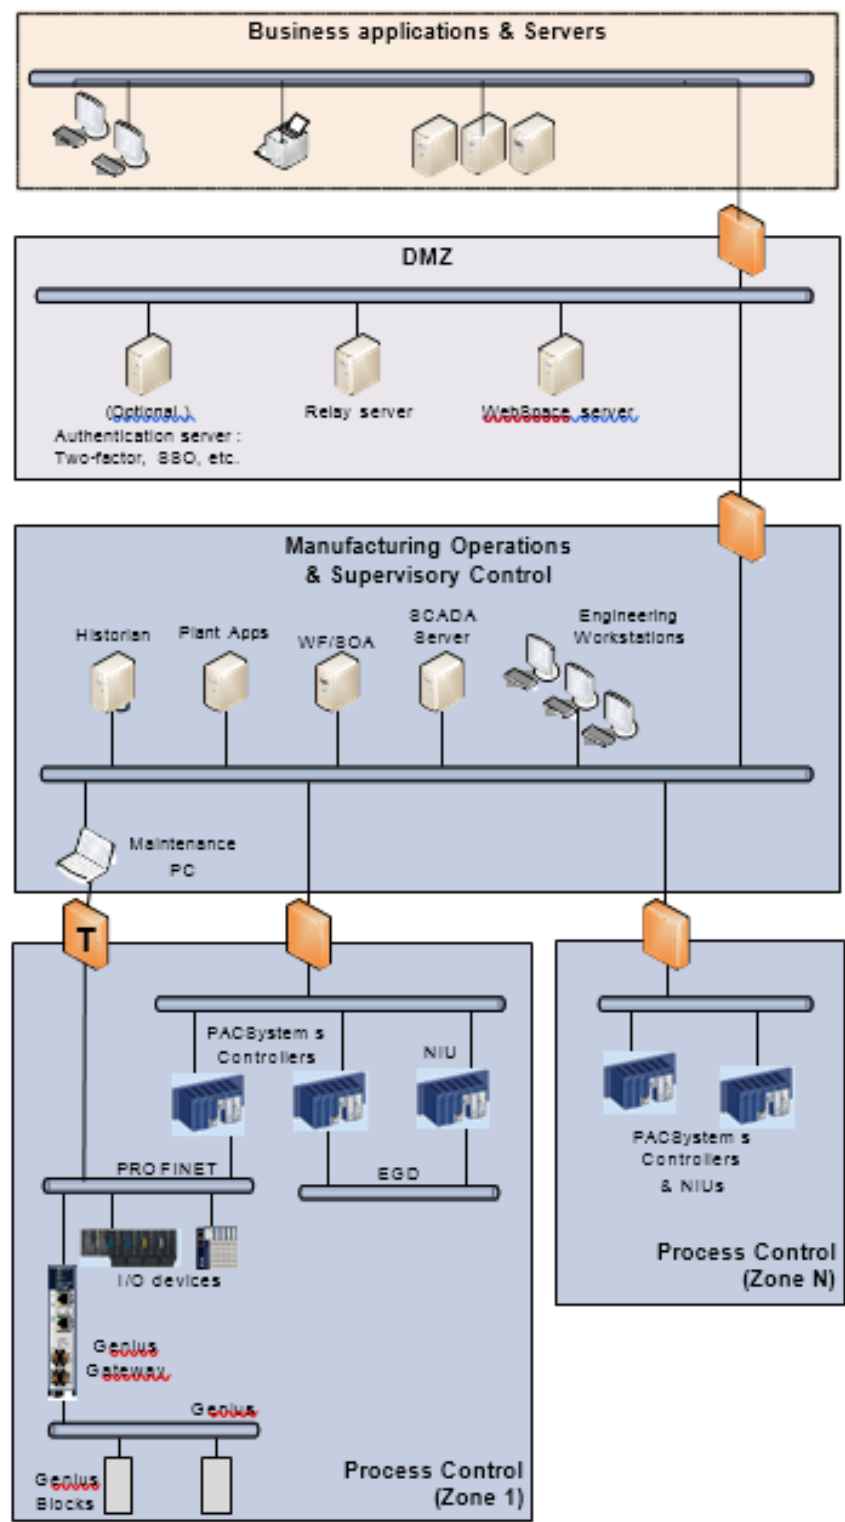 Business applications & Servers
DMZ
(Optional )
Authentication server :
Two-factor, SSO, etc.
Relay server
WebSpace server
Manufacturing Operations
& Supervisory Control
Historian
Plant Apps
WF/SOA
SCADA
Server
Engineering
Workstations
Maintenance
PC
T
PACSystem s
Controllers
NIU
PROFINET
EGD
I/O devices
Genius
Gateway
Genius
Genius
Blocks
Process Control
(Zone 1)
PACSystem s
Controllers
& NIUs
Process Control
(Zone N)